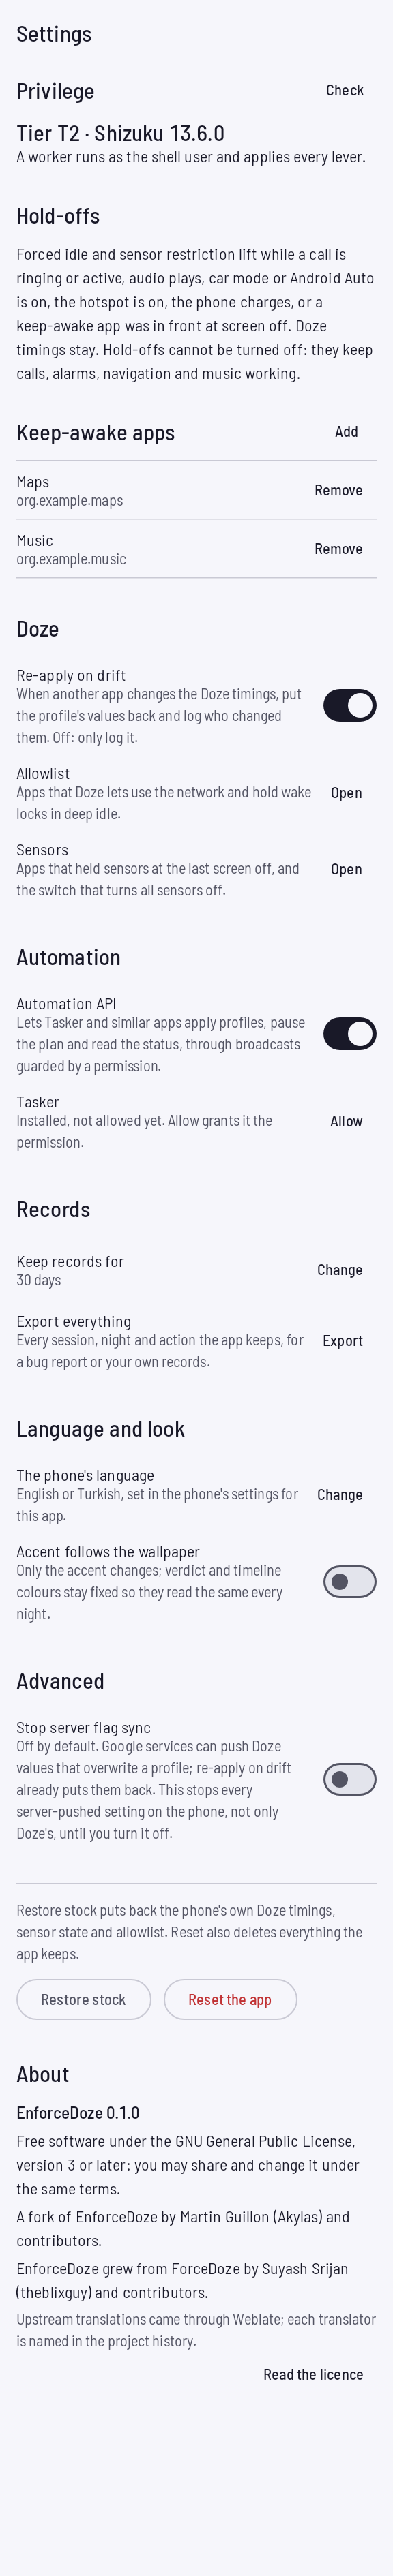 Settings
Privilege
Check
Tier T2 · Shizuku 13.6.0
A worker runs as the shell user and applies every lever.
Hold-offs
Forced idle and sensor restriction lift while a call is
ringing or active, audio plays, car mode or Android Auto
is on, the hotspot is on, the phone charges, or a
keep-awake app was in front at screen off. Doze
timings stay. Hold-offs cannot be turned off: they keep
calls, alarms, navigation and music working.
Keep-awake apps
Add
Maps
org.example.maps
Remove
Music
org.example.music
Remove
Doze
Re-apply on drift
When another app changes the Doze timings, put
the profile's values back and log who changed
them. Off: only log it.
Allowlist
Apps that Doze lets use the network and hold wake
locks in deep idle.
Open
Sensors
Apps that held sensors at the last screen off, and
the switch that turns all sensors off.
Open
Automation
Automation API
Lets Tasker and similar apps apply profiles, pause
the plan and read the status, through broadcasts
guarded by a permission.
Tasker
Installed, not allowed yet. Allow grants it the
permission.
Allow
Records
Keep records for
30 days
Change
Export everything
Every session, night and action the app keeps, for
a bug report or your own records.
Export
Language and look
The phone's language
English or Turkish, set in the phone's settings for
this app.
Change
Accent follows the wallpaper
Only the accent changes; verdict and timeline
colours stay fixed so they read the same every
night.
Advanced
Stop server flag sync
Off by default. Google services can push Doze
values that overwrite a profile; re-apply on drift
already puts them back. This stops every
server-pushed setting on the phone, not only
Doze's, until you turn it off.
Restore stock puts back the phone's own Doze timings,
sensor state and allowlist. Reset also deletes everything the
app keeps.
Restore stock
Reset the app
About
EnforceDoze 0.1.0
Free software under the GNU General Public License,
version 3 or later: you may share and change it under
the same terms.
A fork of EnforceDoze by Martin Guillon (Akylas) and
contributors.
EnforceDoze grew from ForceDoze by Suyash Srijan
(theblixguy) and contributors.
Upstream translations came through Weblate; each translator
is named in the project history.
Read the licence